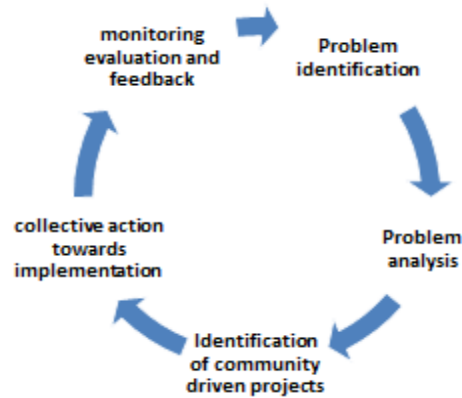 monitoring
evaluation and
feedback
Problem
identification
Problem
analysis
Identification
of community
driven projects
collective action
towards
implementation